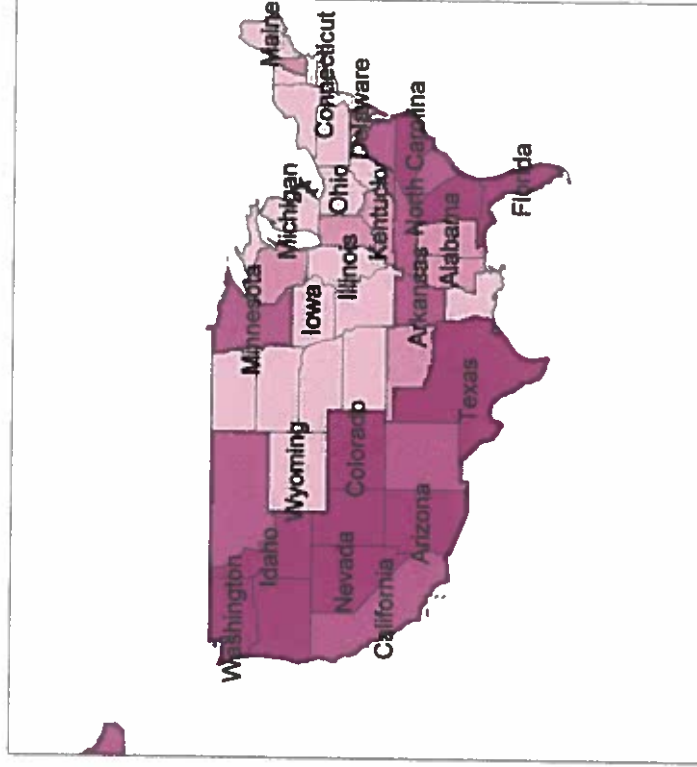 Washington
Idaho
Wyoming
Minnesota
Iowa
Michigan
Illinois
Ohio
Connecticut
Maine
Delaware
Kentucky
Nevada
Colorado
California
Arizona
Texas
Arkansas
North Carolina
Alabama
Florida